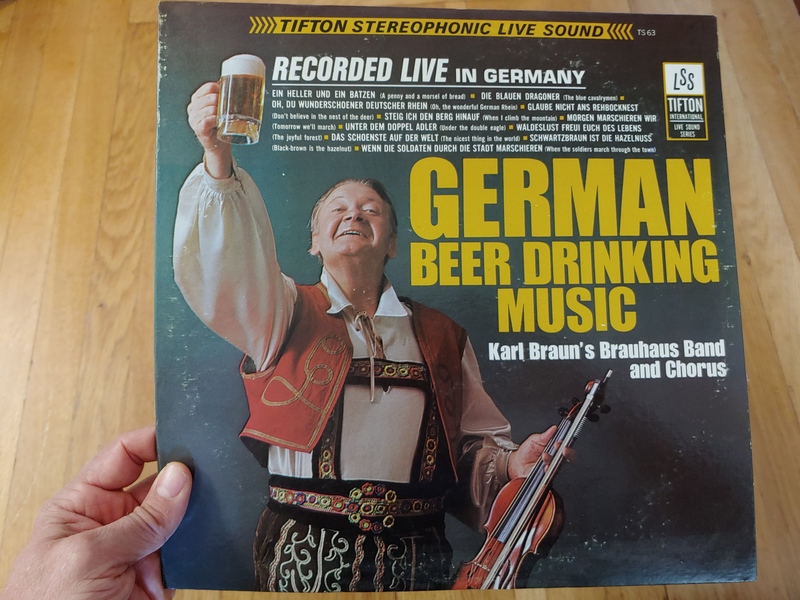 TIFTON STEREOPHONIC LIVE SOUND
TS 63
RECORDED LIVE IN GERMANY
EIN HELLER UND EIN BATZEN (A penny and a morsel of bread) ■ DIE BLAUEN DRAGONER (The blue cavalrymen) ■
OH, DU WUNDERSCHOENER DEUTSCHER RHEIN (Oh, the wonderful German Rhein) ■ GLAUBE NICHT ANS REHBOCKNEST
(Don't believe in the nest of the deer) ■ STEIG ICH DEN BERG HINAUF (When I climb the mountain) ■ MORGEN MARSCHIEREN WIR
(Tomorrow we'll march) ■ UNTER DEM DOPPEL ADLER (Under the double eagle) ■ WALDESLUST FREUT EUCH DES LEBENS
(The joyful forest) ■ DAS SCHOENSTE AUF DER WELT (The nicest thing in the world) ■ SCHWARTZBRAUN IST DIE HAZELNUSS
(Black-brown is the hazelnut) ■ WENN DIE SOLDATEN DURCH DIE STADT MARSCHIEREN (When the soldiers march through the town)
LSS
TIFTON
INTERNATIONAL
LIVE SOUND
SERIES
GERMAN
BEER DRINKING
MUSIC
Karl Braun's Brauhaus Band
and Chorus